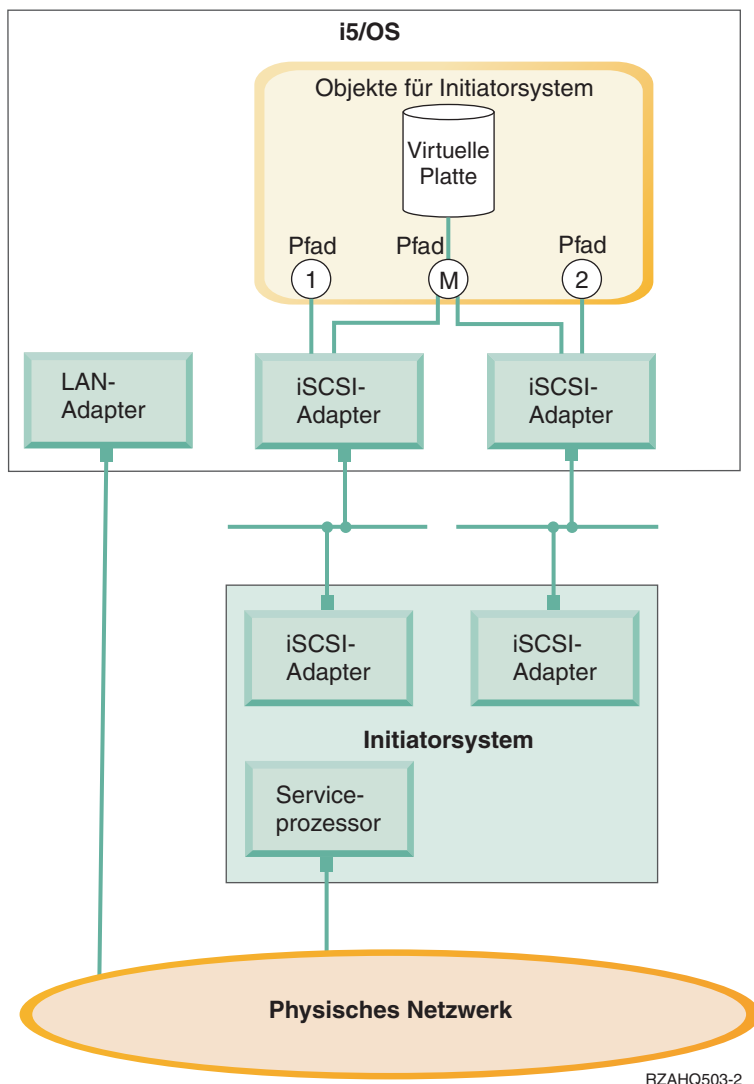 i5/OS
Objekte für Initiatorsystem
Virtuelle
Platte
Pfad
Pfad
Pfad
1
M
2
LAN-
Adapter
iSCSI-
Adapter
iSCSI-
Adapter
iSCSI-
Adapter
iSCSI-
Adapter
Initiatorsystem
Service-
prozessor
Physisches Netzwerk
RZAHQ503-2